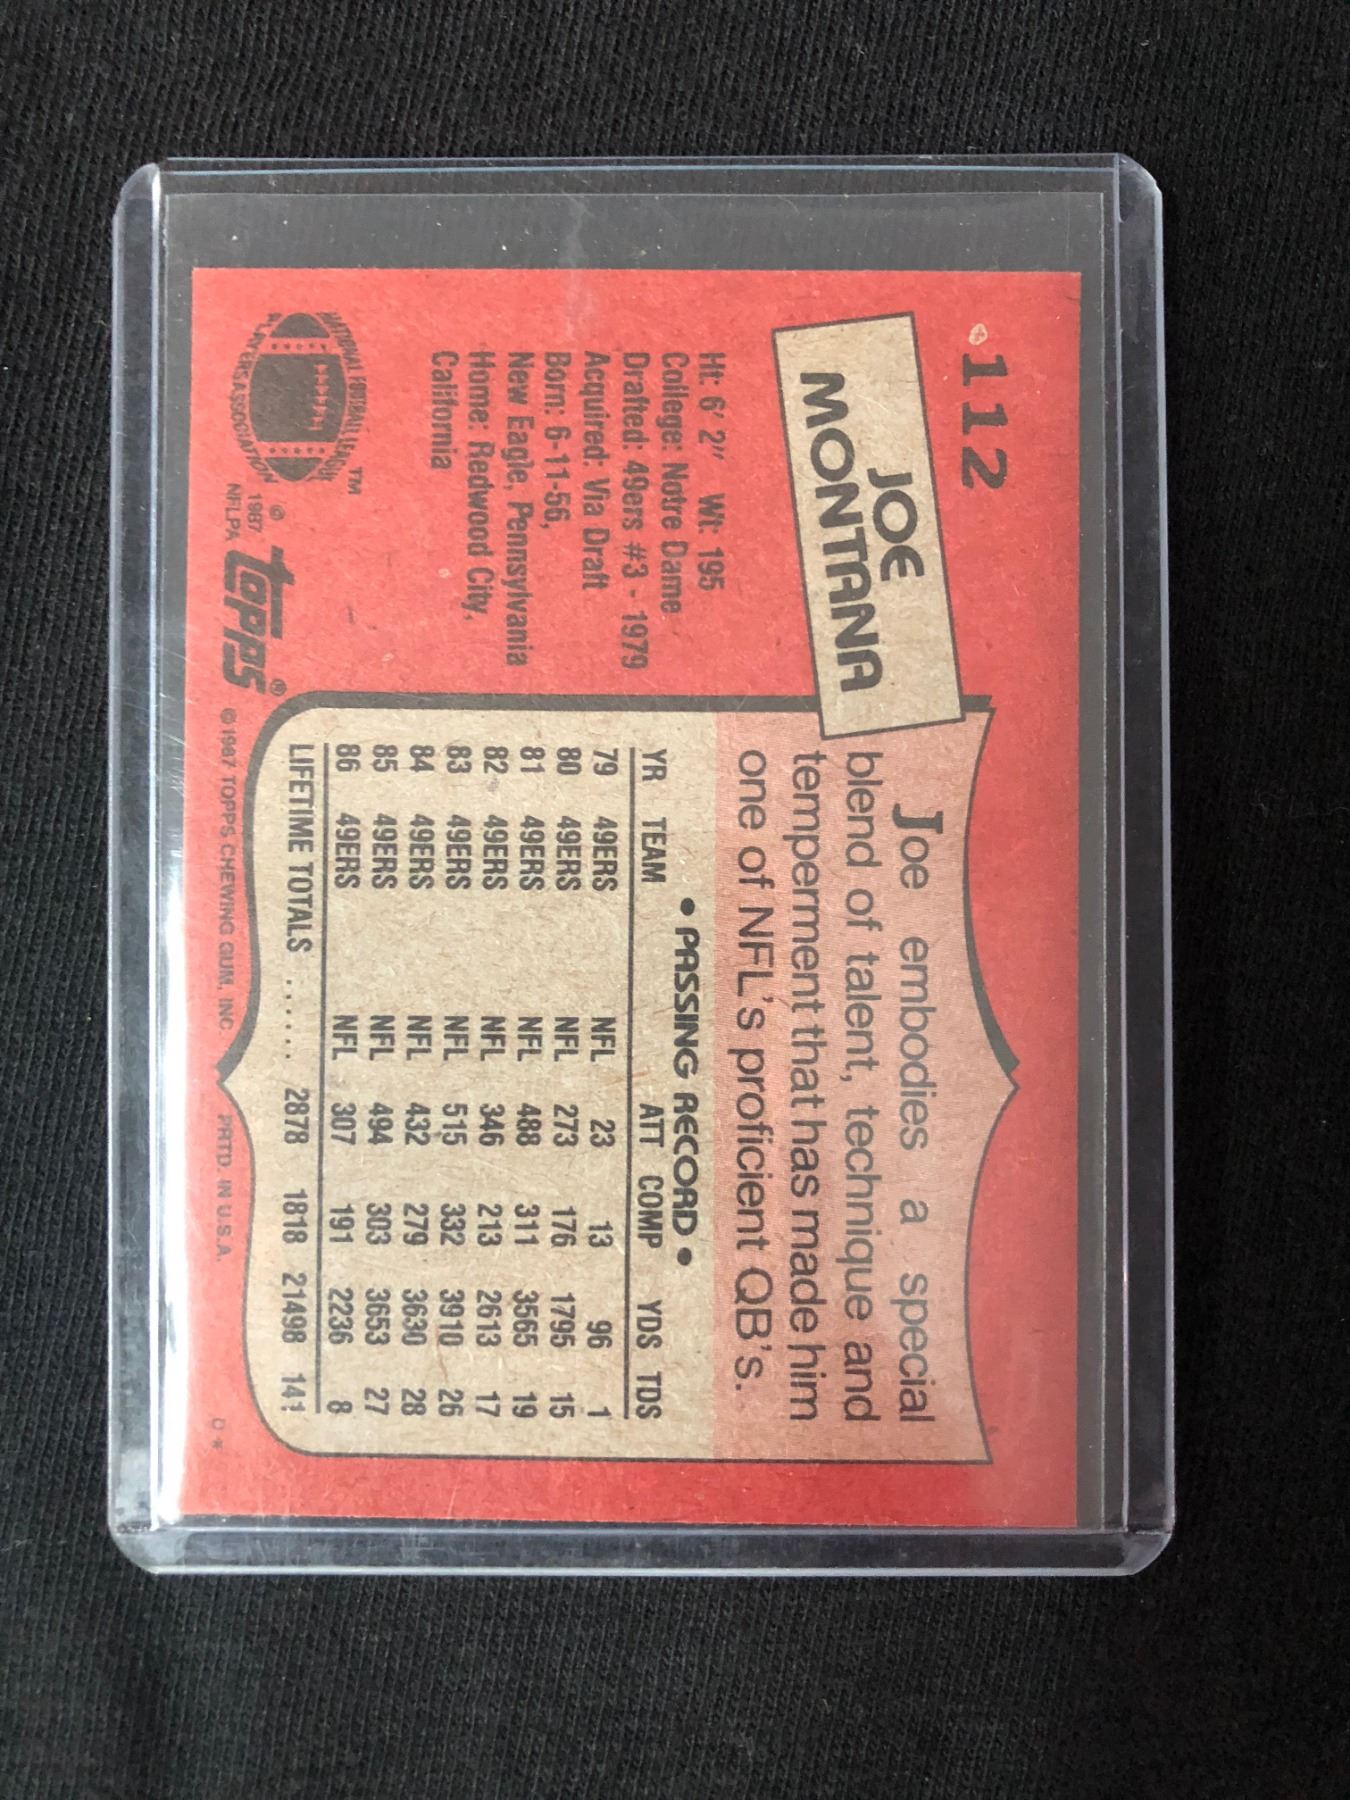 112
JOE
MONTANA
Ht: 6' 2" Wt: 195
College: Notre Dame
Drafted: 49ers #3 - 1979
Acquired: Via Draft
Born: 6-11-56,
New Eagle, Pennsylvania
Home: Redwood City,
California
NATIONAL FOOTBALL LEAGUE
PLAYERS ASSOCIATION
TM
©
1987
NFLPA
topps®
Joe embodies a special
blend of talent, technique and
temperment that has made him
one of NFL's proficient QB's.
• PASSING RECORD •
YR TEAM ATT COMP YDS TDS
79 49ERS NFL 23 13 96 1
80 49ERS NFL 273 176 1795 15
81 49ERS NFL 488 311 3565 19
82 49ERS NFL 346 213 2613 17
83 49ERS NFL 515 332 3910 26
84 49ERS NFL 432 279 3630 28
85 49ERS NFL 494 303 3653 27
86 49ERS NFL 307 191 2236 8
LIFETIME TOTALS ...... 2878 1818 21498 141
© 1987 TOPPS CHEWING GUM, INC. PRTD. IN U.S.A.
D *